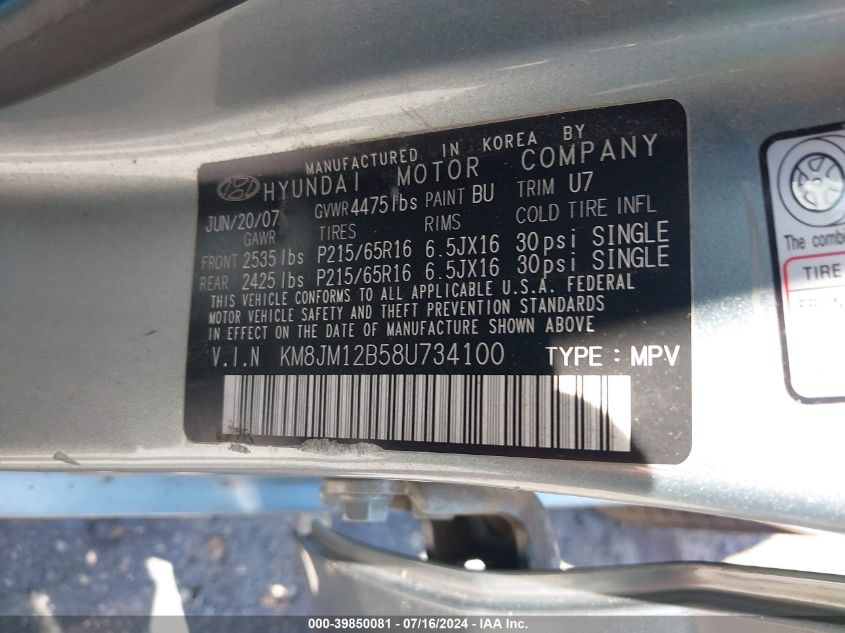 MANUFACTURED IN KOREA BY
HYUNDAI MOTOR COMPANY
JUN/20/07 GVWR 4475 lbs PAINT BU TRIM U7
GAWR TIRES RIMS COLD TIRE INFL
FRONT 2535 lbs P215/65R16 6.5JX16 30psi SINGLE
REAR 2425 lbs P215/65R16 6.5JX16 30psi SINGLE
THIS VEHICLE CONFORMS TO ALL APPLICABLE U.S.A. FEDERAL
MOTOR VEHICLE SAFETY AND THEFT PREVENTION STANDARDS
IN EFFECT ON THE DATE OF MANUFACTURE SHOWN ABOVE
V.I.N KM8JM12B58U734100 TYPE : MPV
The combi
TIRE
000-39850081 - 07/16/2024 - IAA Inc.